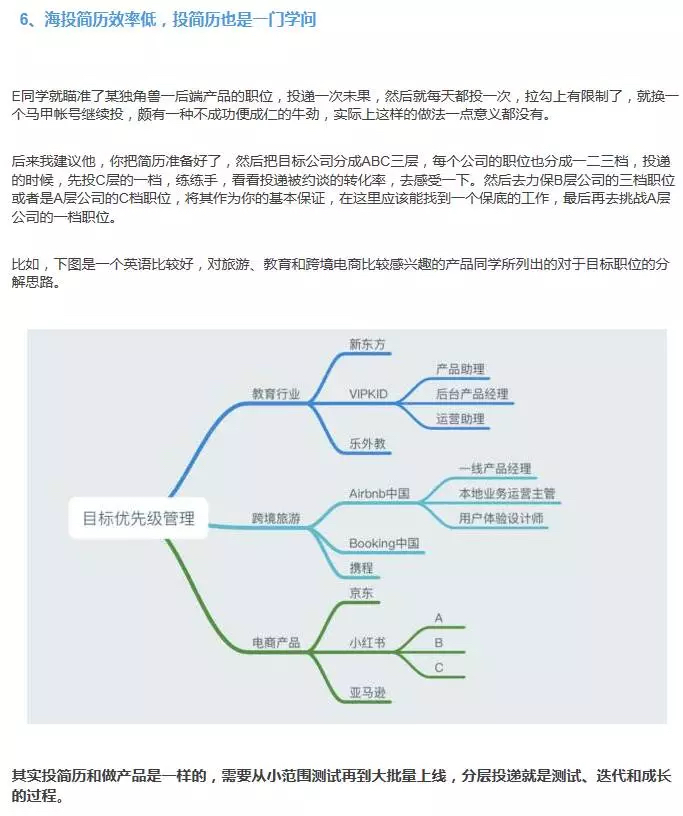 6、海投简历效率低，投简历也是一门学问
E同学就瞄准了某独角兽一后端产品的职位，投递一次未果，然后就每天都投一次，拉勾上有限制了，就换一
个马甲帐号继续投，颇有一种不成功便成仁的牛劲，实际上这样的做法一点意义都没有。
后来我建议他，你把简历准备好了，然后把目标公司分成ABC三层，每个公司的职位也分成一二三档，投递
的时候，先投C层的一档，练练手，看看投递被约谈的转化率，去感受一下。然后去力保B层公司的三档职位
或者是A层公司的C档职位，将其作为你的基本保证，在这里应该能找到一个保底的工作，最后再去挑战A层
公司的一档职位。
比如，下图是一个英语比较好，对旅游、教育和跨境电商比较感兴趣的产品同学所列出的对于目标职位的分
解思路。
目标优先级管理
教育行业
新东方
VIPKID
产品助理
后台产品经理
运营助理
乐外教
跨境旅游
Airbnb中国
一线产品经理
本地业务运营主管
用户体验设计师
Booking中国
携程
电商产品
京东
小红书
A
B
C
亚马逊
其实投简历和做产品是一样的，需要从小范围测试再到大批量上线，分层投递就是测试、迭代和成长
的过程。